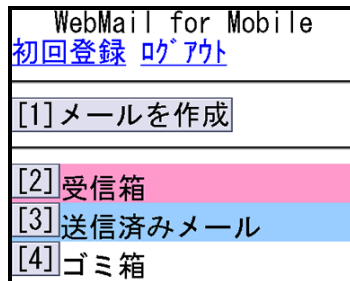 WebMail for Mobile
初回登録 ﾛｸﾞｱｳﾄ
[1]メールを作成
[2]受信箱
[3]送信済みメール
[4]ゴミ箱